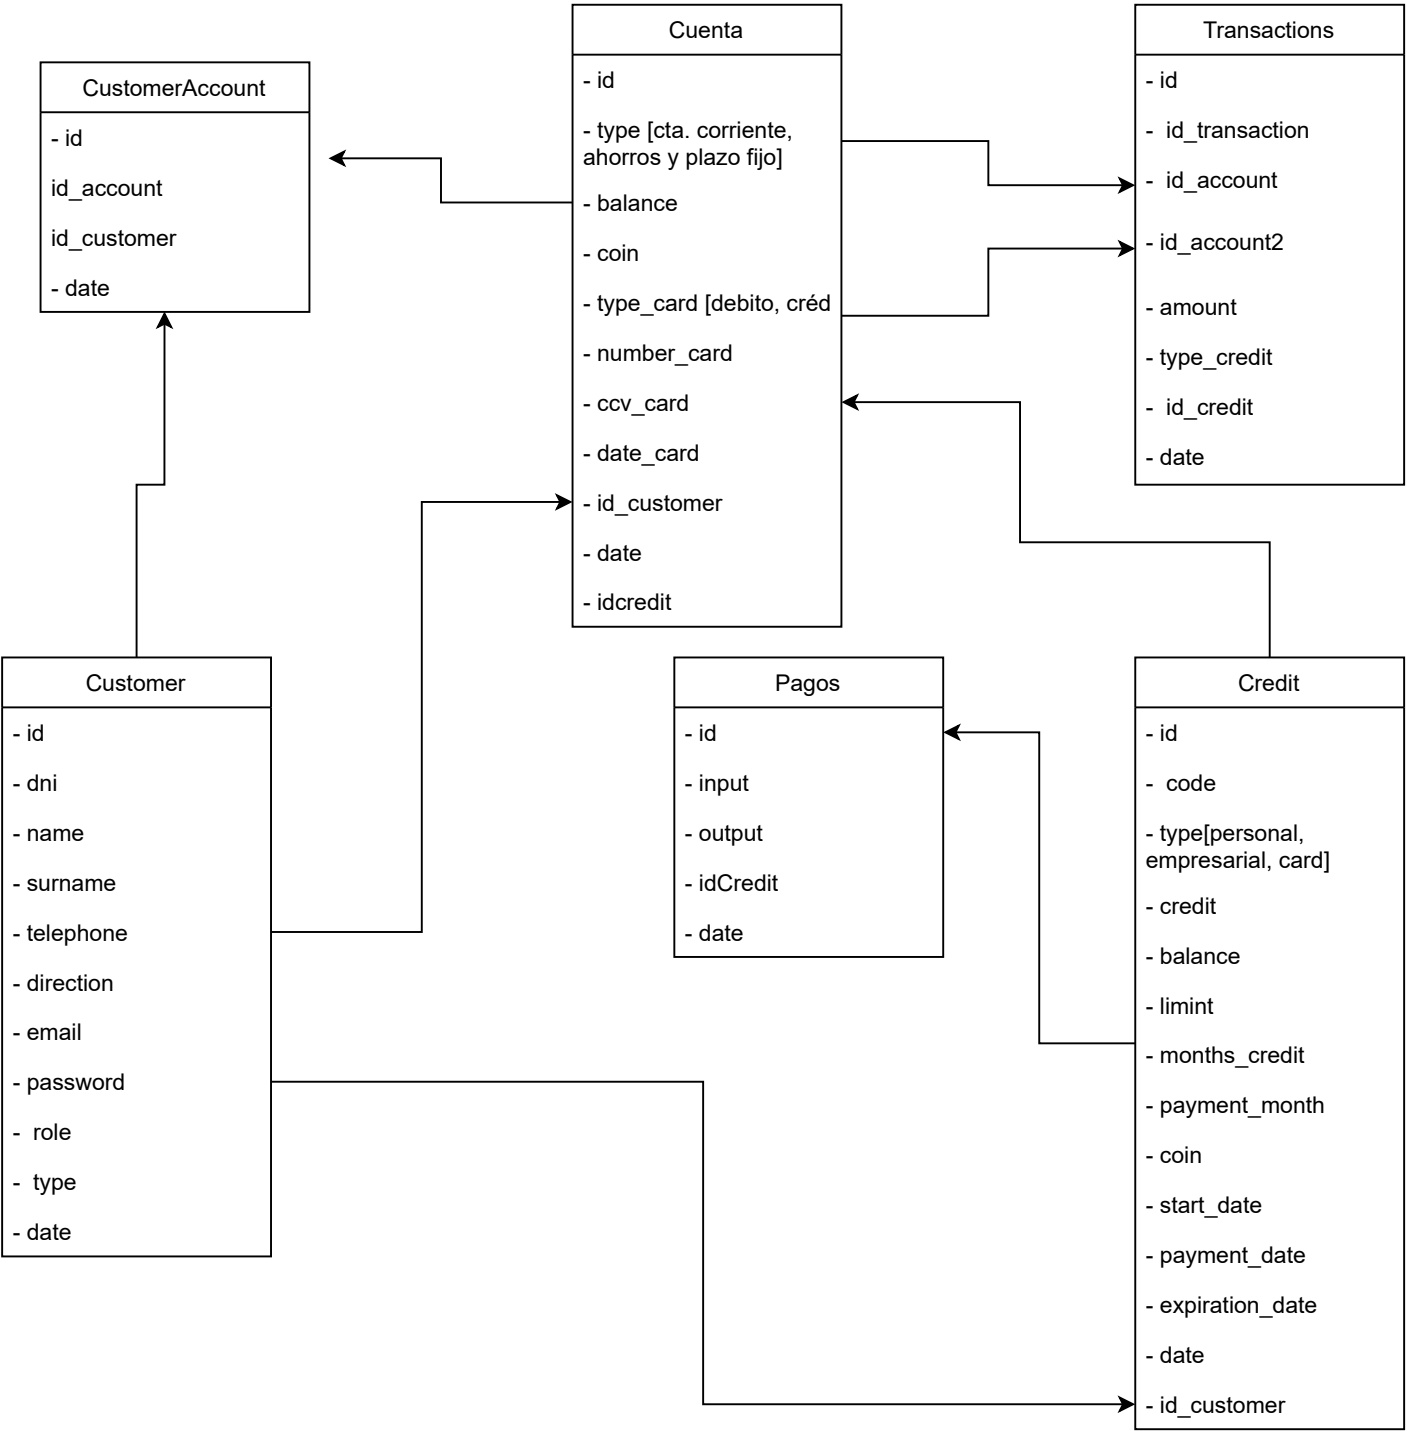 CustomerAccount
- id
id_account
id_customer
- date
Cuenta
- id
- type [cta. corriente,
ahorros y plazo fijo]
- balance
- coin
- type_card [debito, créd
- number_card
- ccv_card
- date_card
- id_customer
- date
- idcredit
Transactions
- id
-  id_transaction
-  id_account
- id_account2
- amount
- type_credit
-  id_credit
- date
Customer
- id
- dni
- name
- surname
- telephone
- direction
- email
- password
-  role
-  type
- date
Pagos
- id
- input
- output
- idCredit
- date
Credit
- id
-  code
- type[personal,
empresarial, card]
- credit
- balance
- limint
- months_credit
- payment_month
- coin
- start_date
- payment_date
- expiration_date
- date
- id_customer